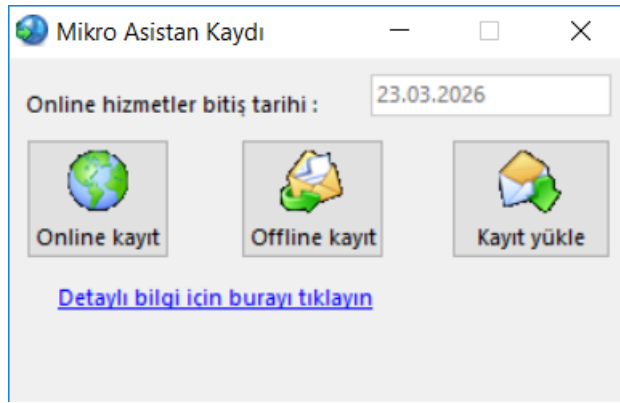 Mikro Asistan Kaydı
Online hizmetler bitiş tarihi : 23.03.2026
Online kayıt Offline kayıt Kayıt yükle
Detaylı bilgi için burayı tıklayın